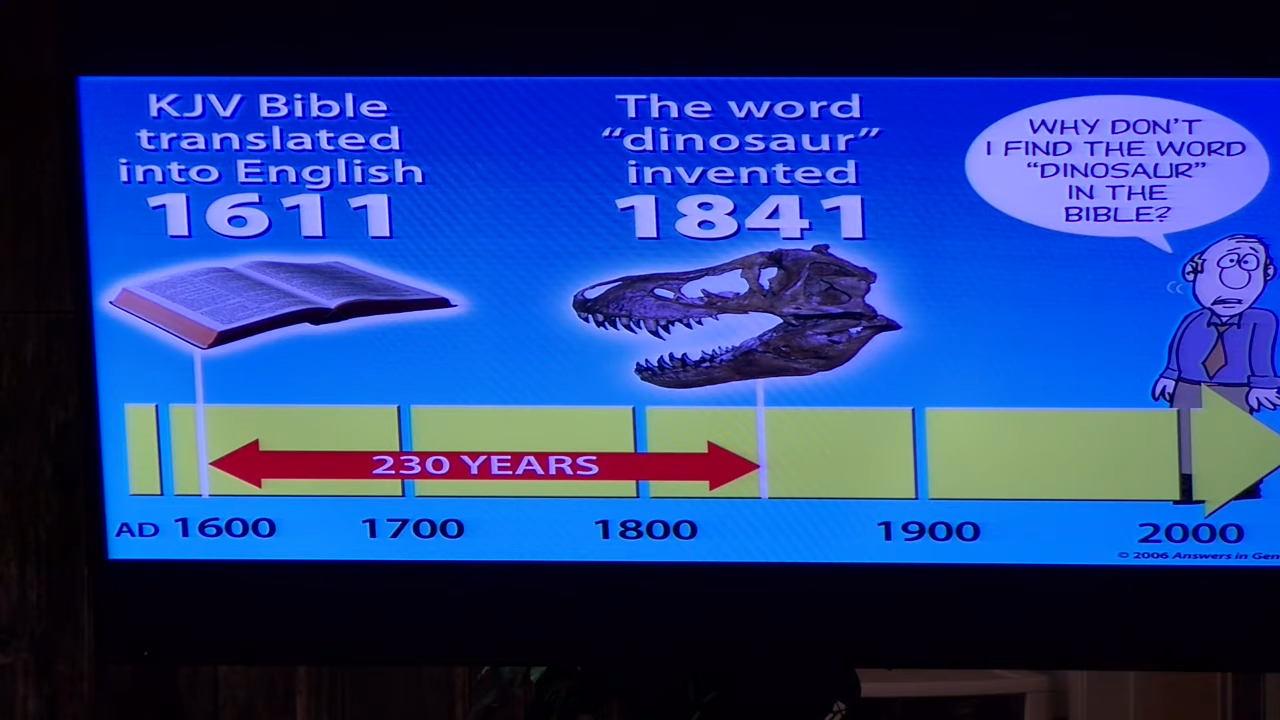 KJV Bible
translated
into English
1611
The word
“dinosaur”
invented
1841
WHY DON'T
I FIND THE WORD
“DINOSAUR”
IN THE
BIBLE?
230 YEARS
AD 1600 1700 1800 1900 2000
© 2006 Answers in Gen